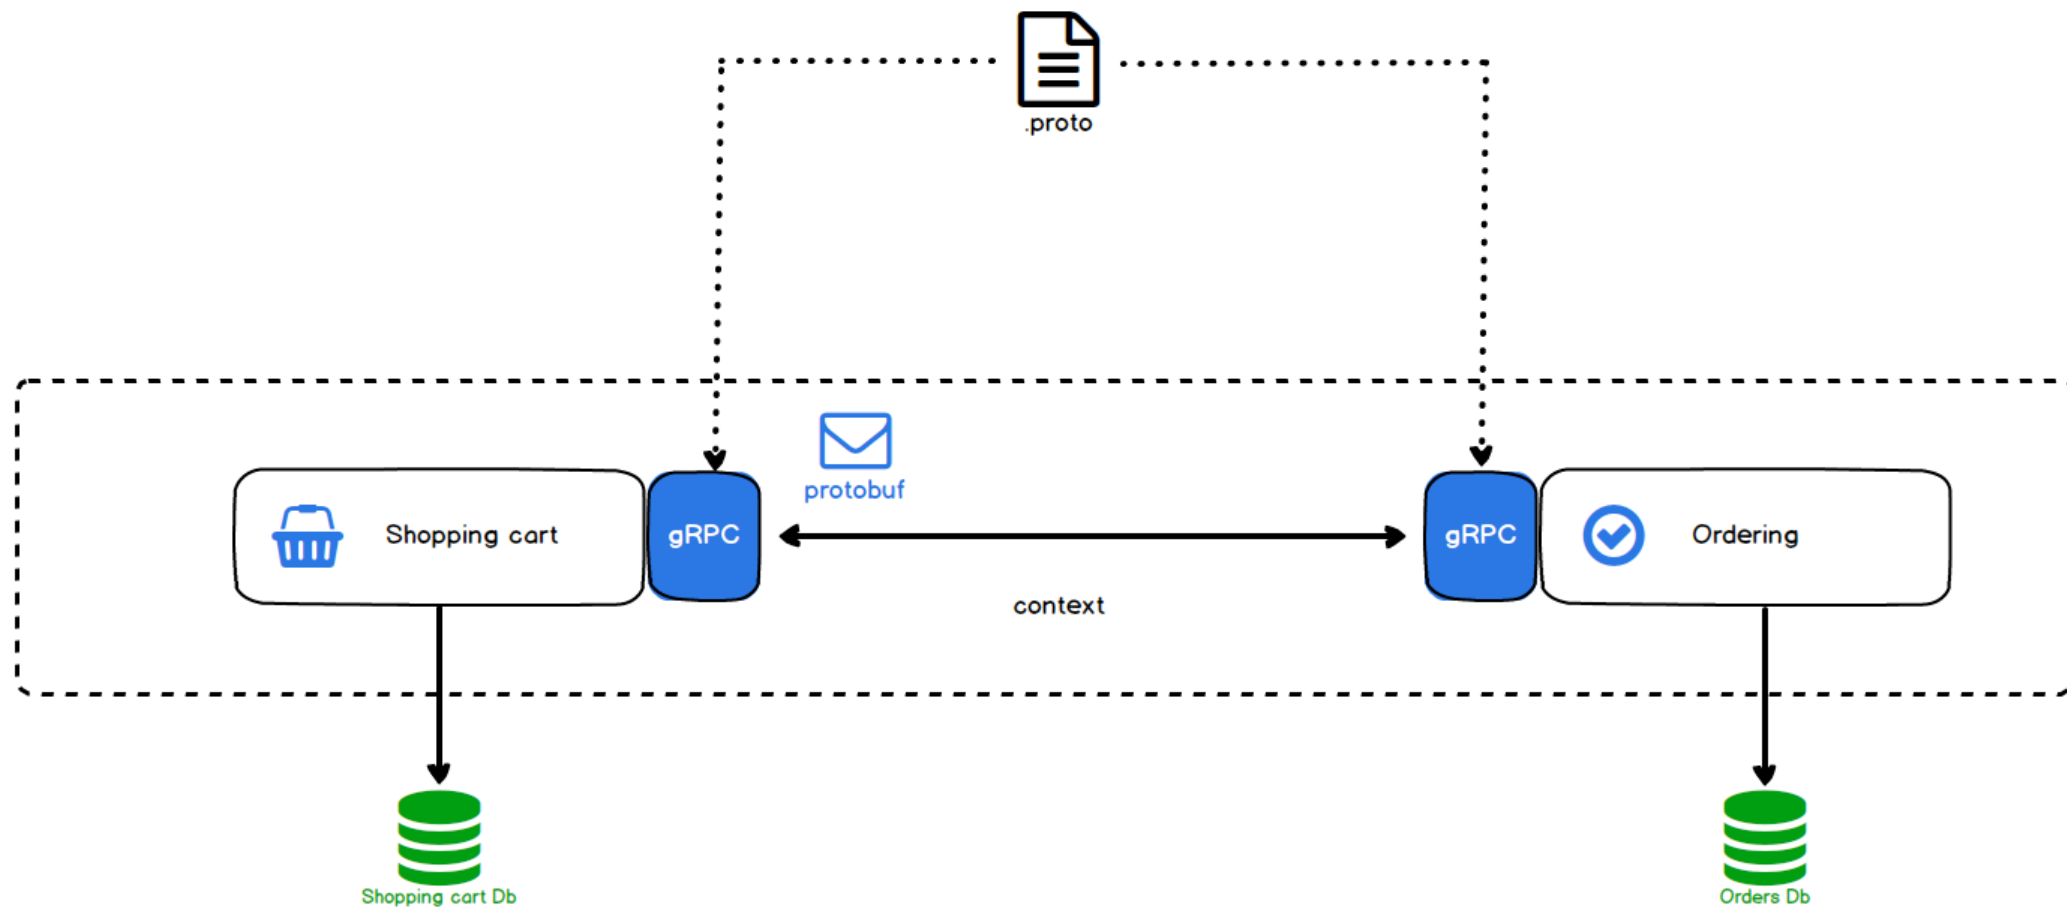 .proto
protobuf
Shopping cart
gRPC
gRPC
Ordering
context
Shopping cart Db
Orders Db